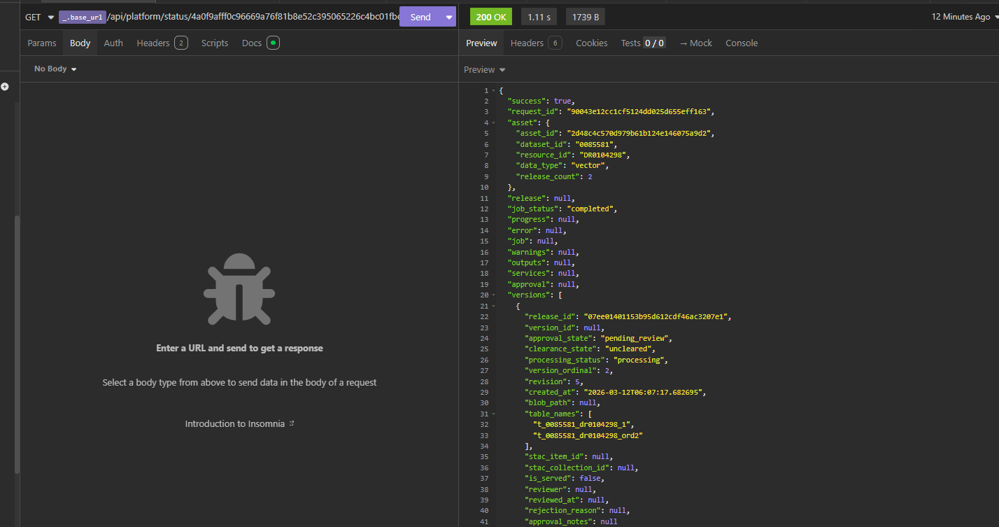 GET _.base_url /api/platform/status/4a0f9afff0c96669a76f81b8e52c395065226c4bc01fbe Send
200 OK 1.11 s 1739 B 12 Minutes Ago
Params Body Auth Headers 2 Scripts Docs
Preview Headers 6 Cookies Tests 0 / 0 → Mock Console
No Body
Preview
Enter a URL and send to get a response
Select a body type from above to send data in the body of a request
Introduction to Insomnia
1 {
2 "success": true,
3 "request_id": "90043e12cc1cf5124dd025d655eff163",
4 "asset": {
5 "asset_id": "2d48c4c570d979b61b124e146075a9d2",
6 "dataset_id": "0085581",
7 "resource_id": "DR0104298",
8 "data_type": "vector",
9 "release_count": 2
10 },
11 "release": null,
12 "job_status": "completed",
13 "progress": null,
14 "error": null,
15 "job": null,
16 "warnings": null,
17 "outputs": null,
18 "services": null,
19 "approval": null,
20 "versions": [
21 {
22 "release_id": "07ee01401153b95d612cdf46ac3207e1",
23 "version_id": null,
24 "approval_state": "pending_review",
25 "clearance_state": "uncleared",
26 "processing_status": "processing",
27 "version_ordinal": 2,
28 "revision": 5,
29 "created_at": "2026-03-12T06:07:17.682695",
30 "blob_path": null,
31 "table_names": [
32 "t_0085581_dr0104298_1",
33 "t_0085581_dr0104298_ord2"
34 ],
35 "stac_item_id": null,
36 "stac_collection_id": null,
37 "is_served": false,
38 "reviewer": null,
39 "reviewed_at": null,
40 "rejection_reason": null,
41 "approval_notes": null